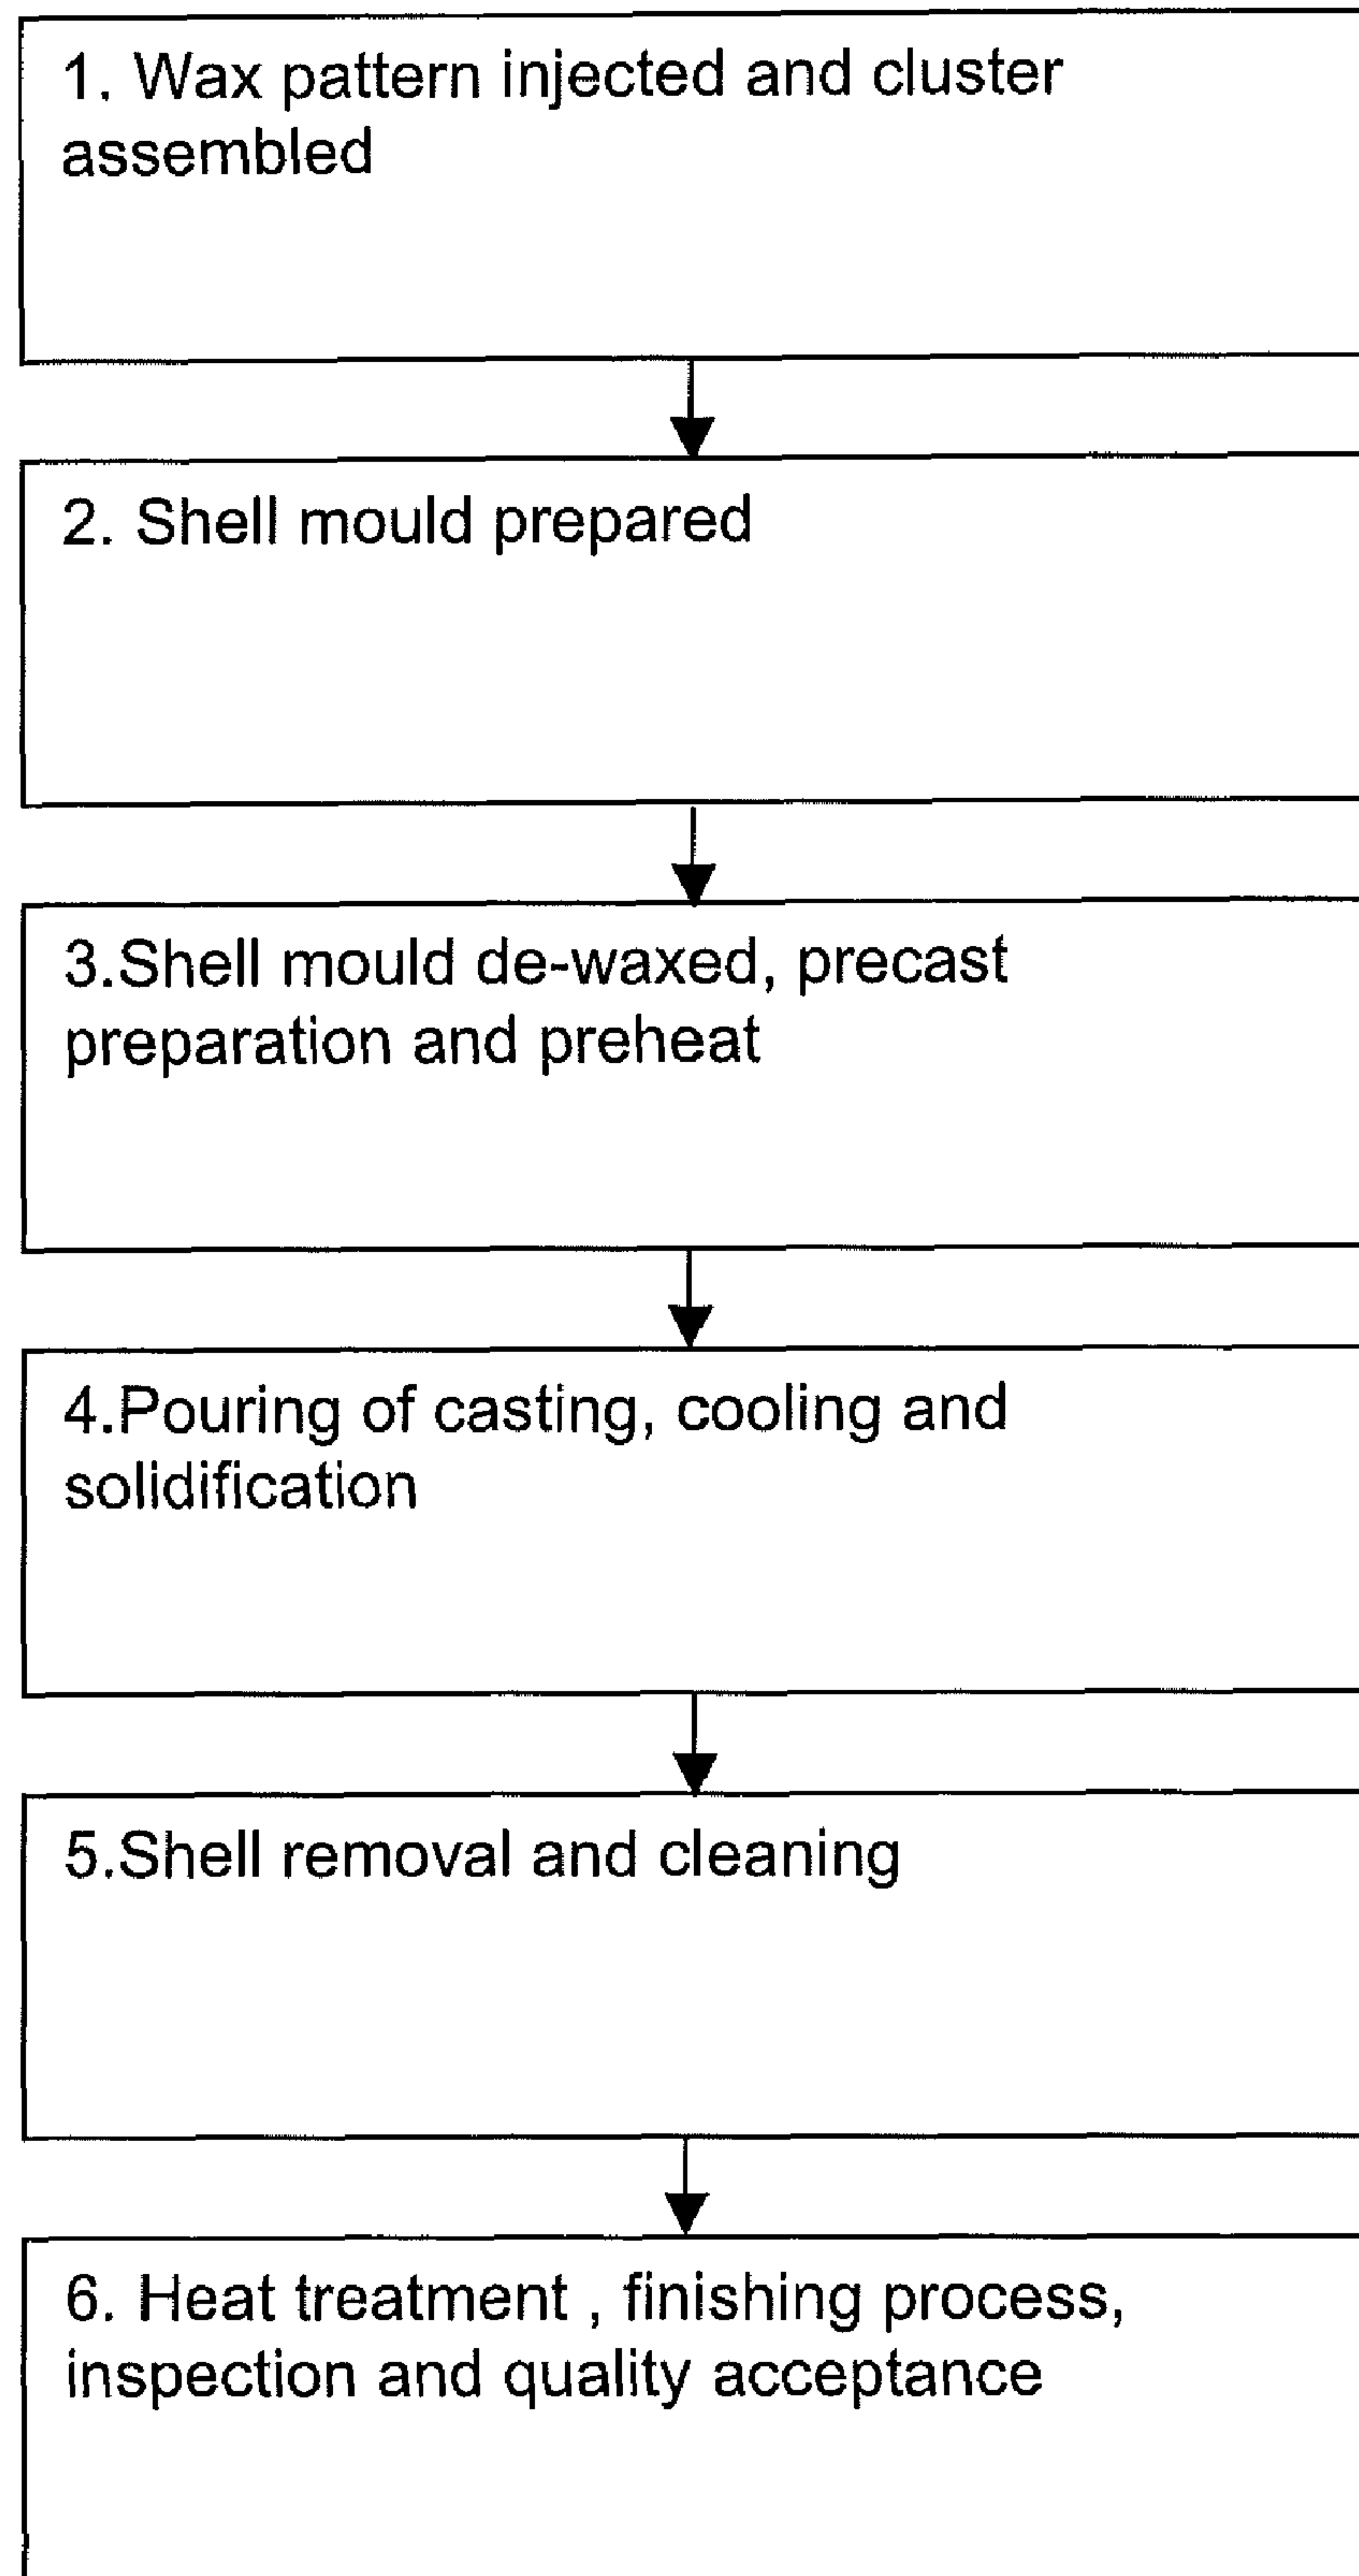 1. Wax pattern injected and cluster
assembled
2. Shell mould prepared
3.Shell mould de-waxed, precast
preparation and preheat
4.Pouring of casting, cooling and
solidification
5.Shell removal and cleaning
6. Heat treatment , finishing process,
inspection and quality acceptance